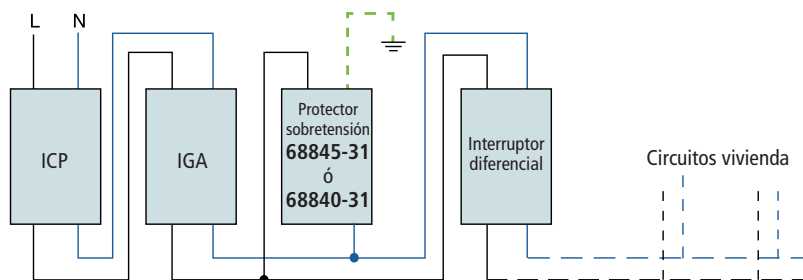 L N
ICP
IGA
Protector
sobretensión
68845-31
ó
68840-31
Interruptor
diferencial
Circuitos vivienda